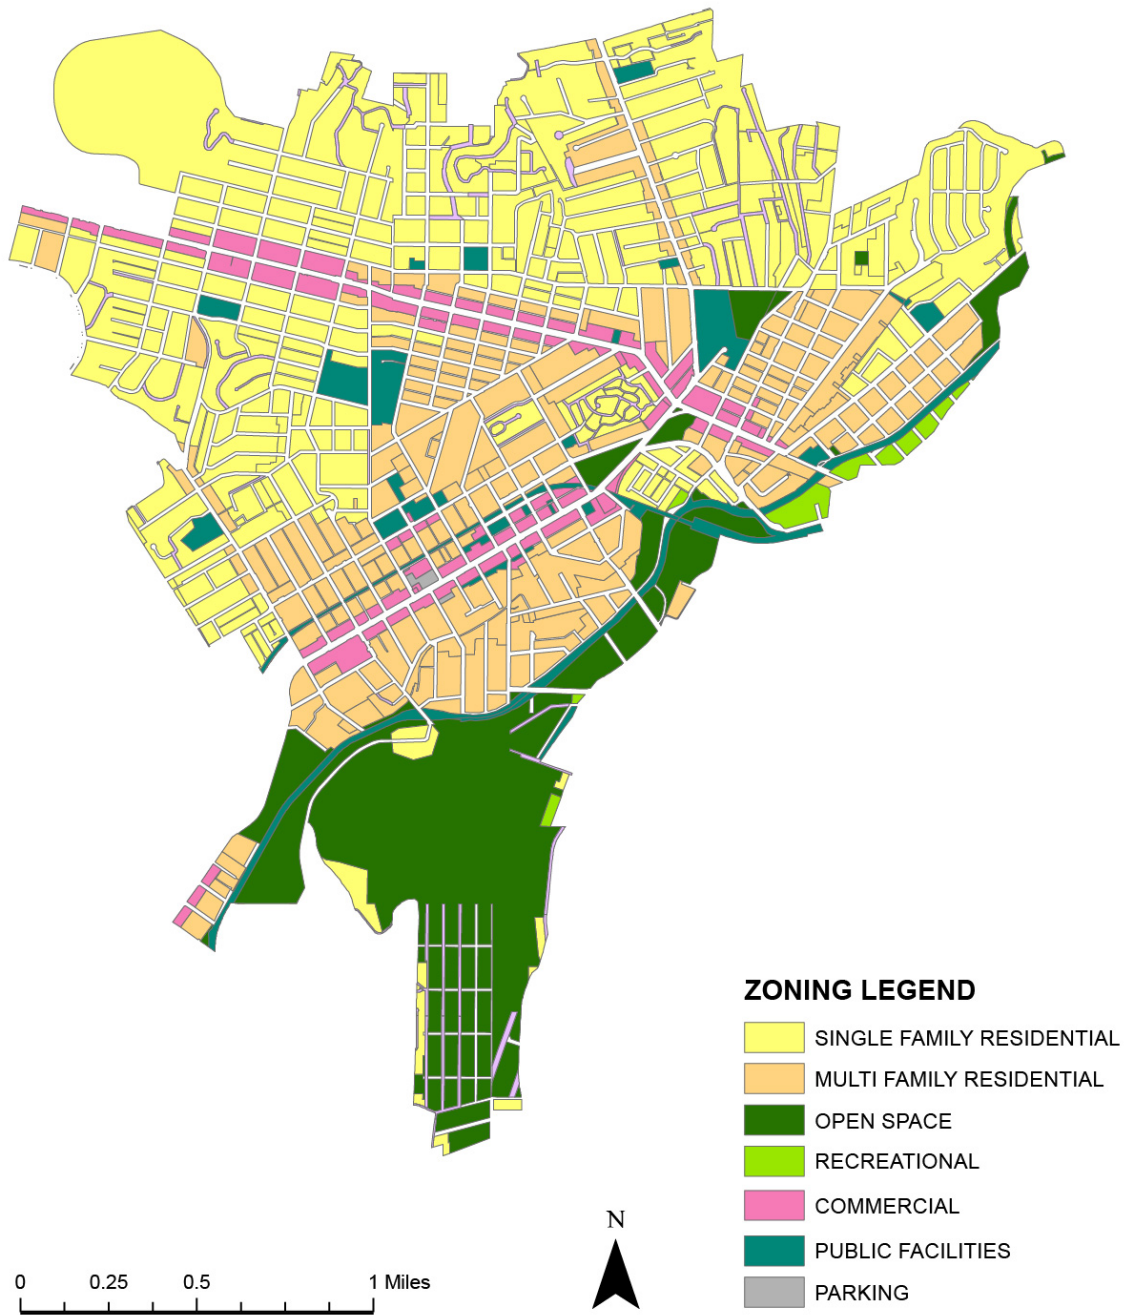 ZONING LEGEND
SINGLE FAMILY RESIDENTIAL
MULTI FAMILY RESIDENTIAL
OPEN SPACE
RECREATIONAL
COMMERCIAL
PUBLIC FACILITIES
PARKING
N
0 0.25 0.5 1 Miles